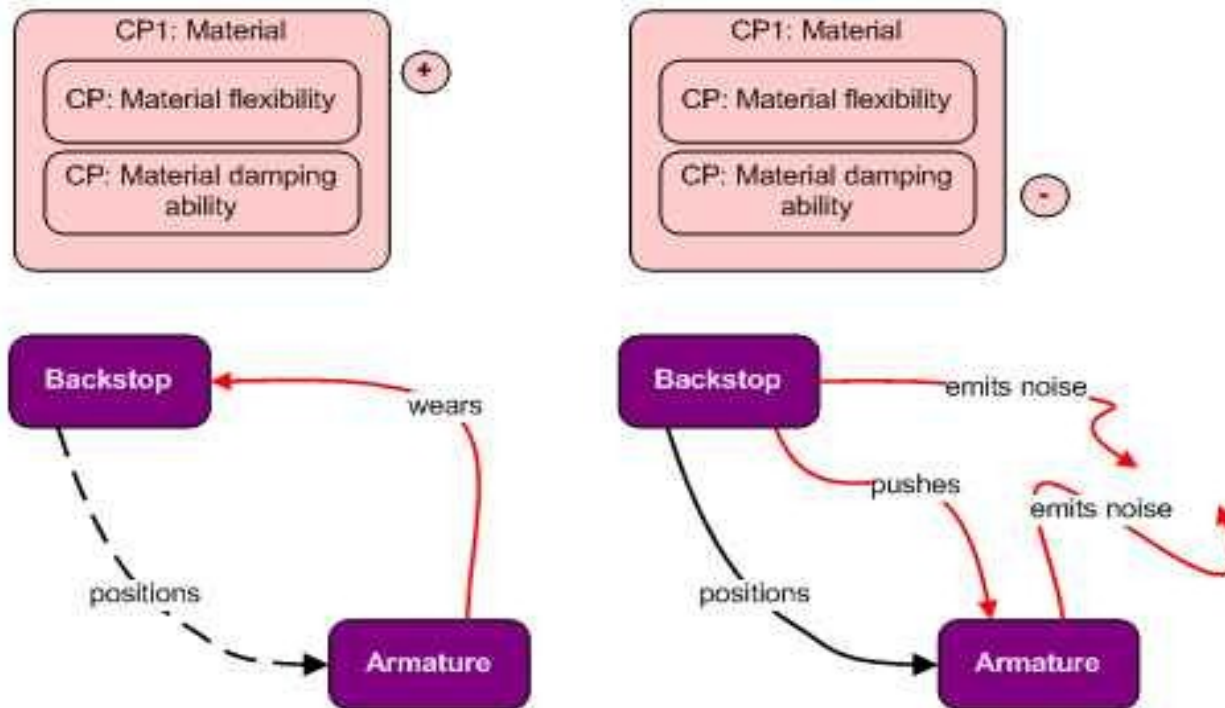 CP1: Material
CP: Material flexibility
CP: Material damping
ability
+
CP1: Material
CP: Material flexibility
CP: Material damping
ability
-
Backstop
wears
positions
Armature
Backstop
emits noise
pushes
emits noise
positions
Armature